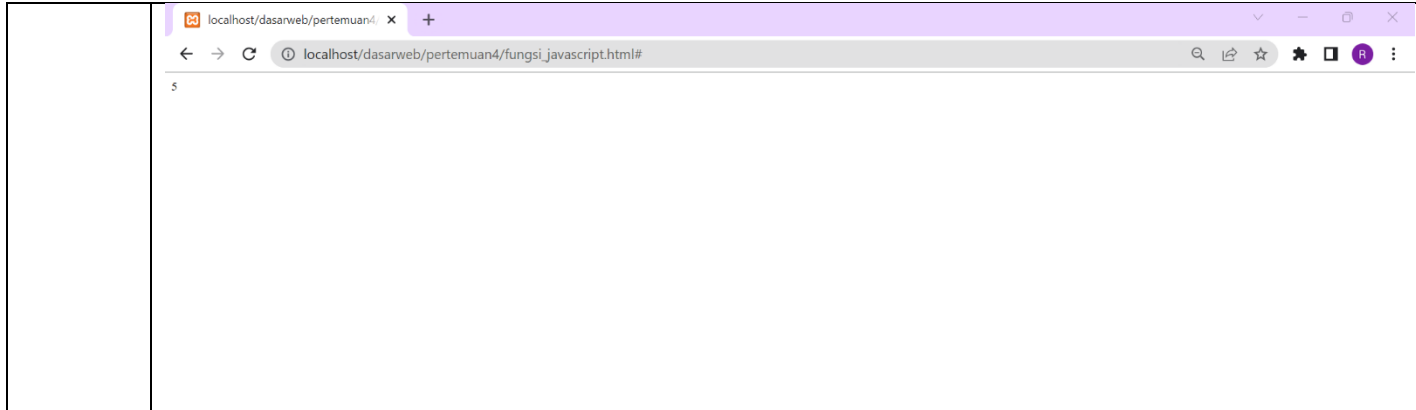 localhost/dasarweb/pertemuan4/
localhost/dasarweb/pertemuan4/fungsi_javascript.html#
R
5